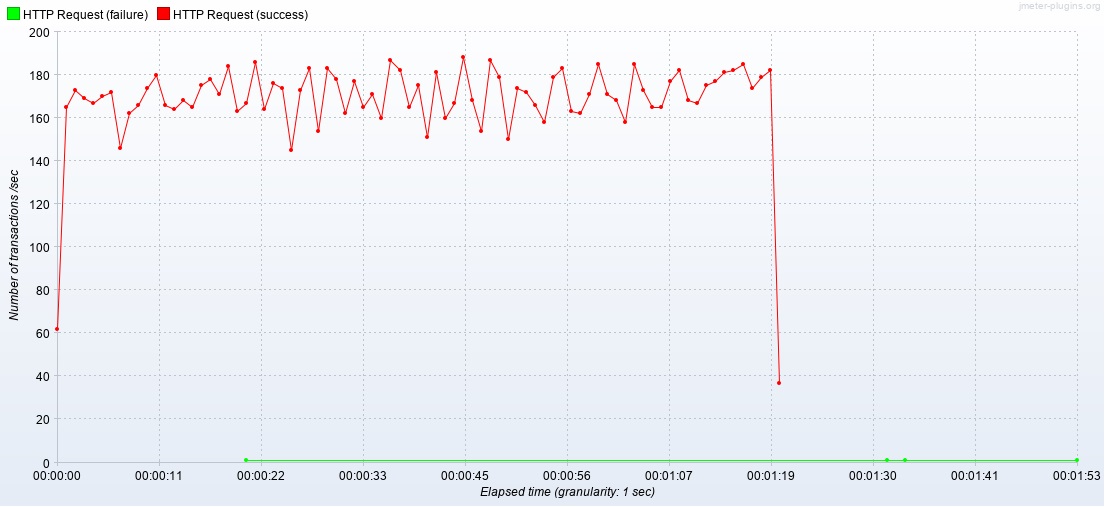 jmeter-plugins.org
HTTP Request (failure) HTTP Request (success)
200
180
160
140
120
100
80
60
40
20
0
Number of transactions /sec
00:00:00 00:00:11 00:00:22 00:00:33 00:00:45 00:00:56 00:01:07 00:01:19 00:01:30 00:01:41 00:01:53
Elapsed time (granularity: 1 sec)